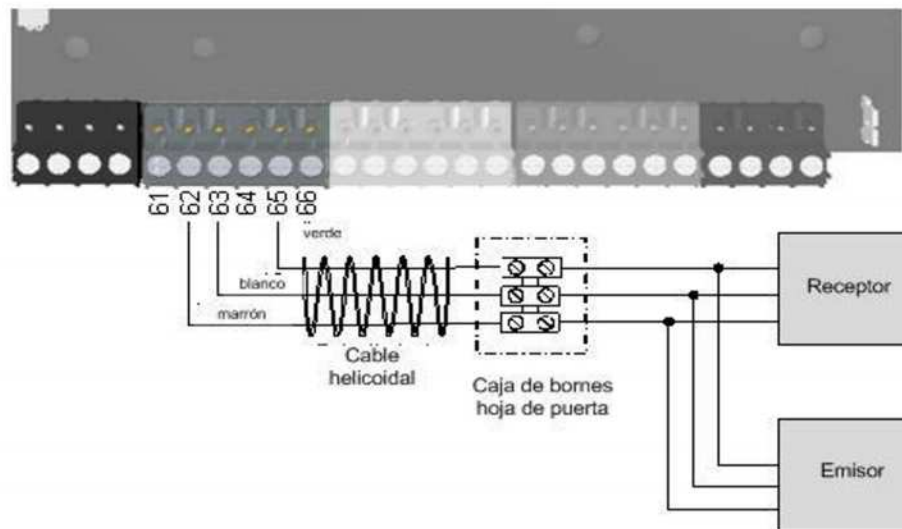 61 62 63 64 65 66
verde
blanco
marrón
Cable
helicoidal
Caja de bornes
hoja de puerta
Receptor
Emisor